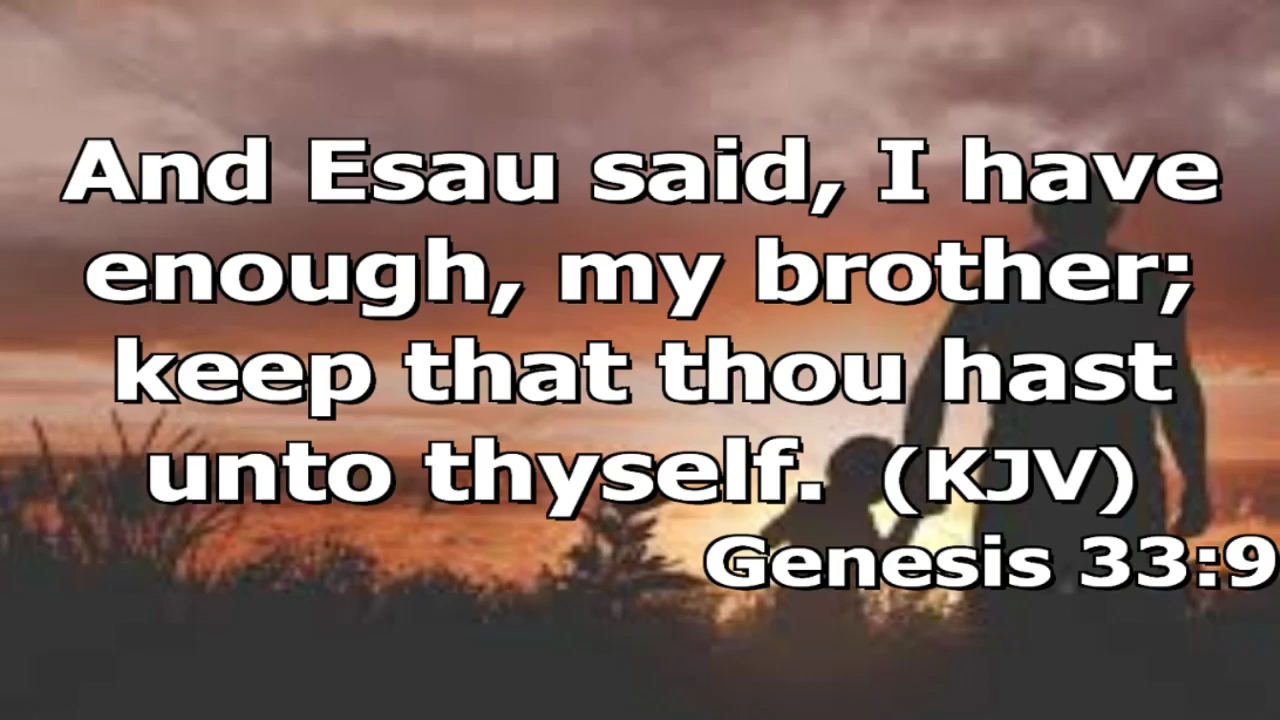 And Esau said, I have
enough, my brother;
keep that thou hast
unto thyself. (KJV)
Genesis 33:9